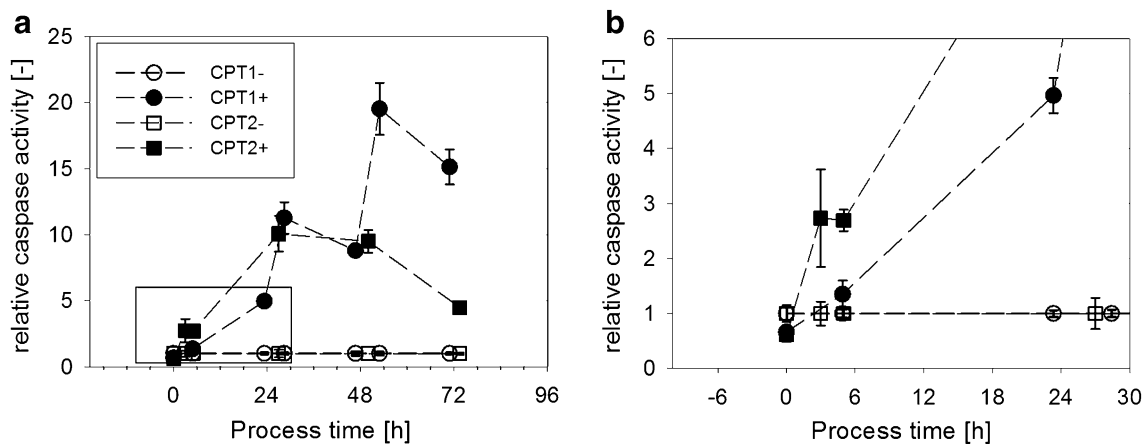 a
relative caspase activity [-]
25
20
15
10
5
0
CPT1-
CPT1+
CPT2-
CPT2+
0 24 48 72 96
Process time [h]
b
relative caspase activity [-]
6
5
4
3
2
1
0
-6 0 6 12 18 24 30
Process time [h]